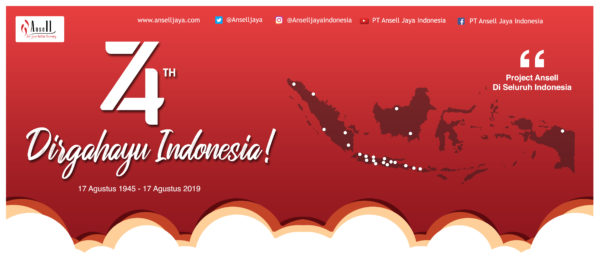 Ansell
www.anselljaya.com
@Anselljaya
@Anselljayaindonesia
PT Ansell Jaya Indonesia
PT Ansell Jaya Indonesia
74TH
Dirgahayu Indonesia!
17 Agustus 1945 - 17 Agustus 2019
Project Ansell
Di Seluruh Indonesia